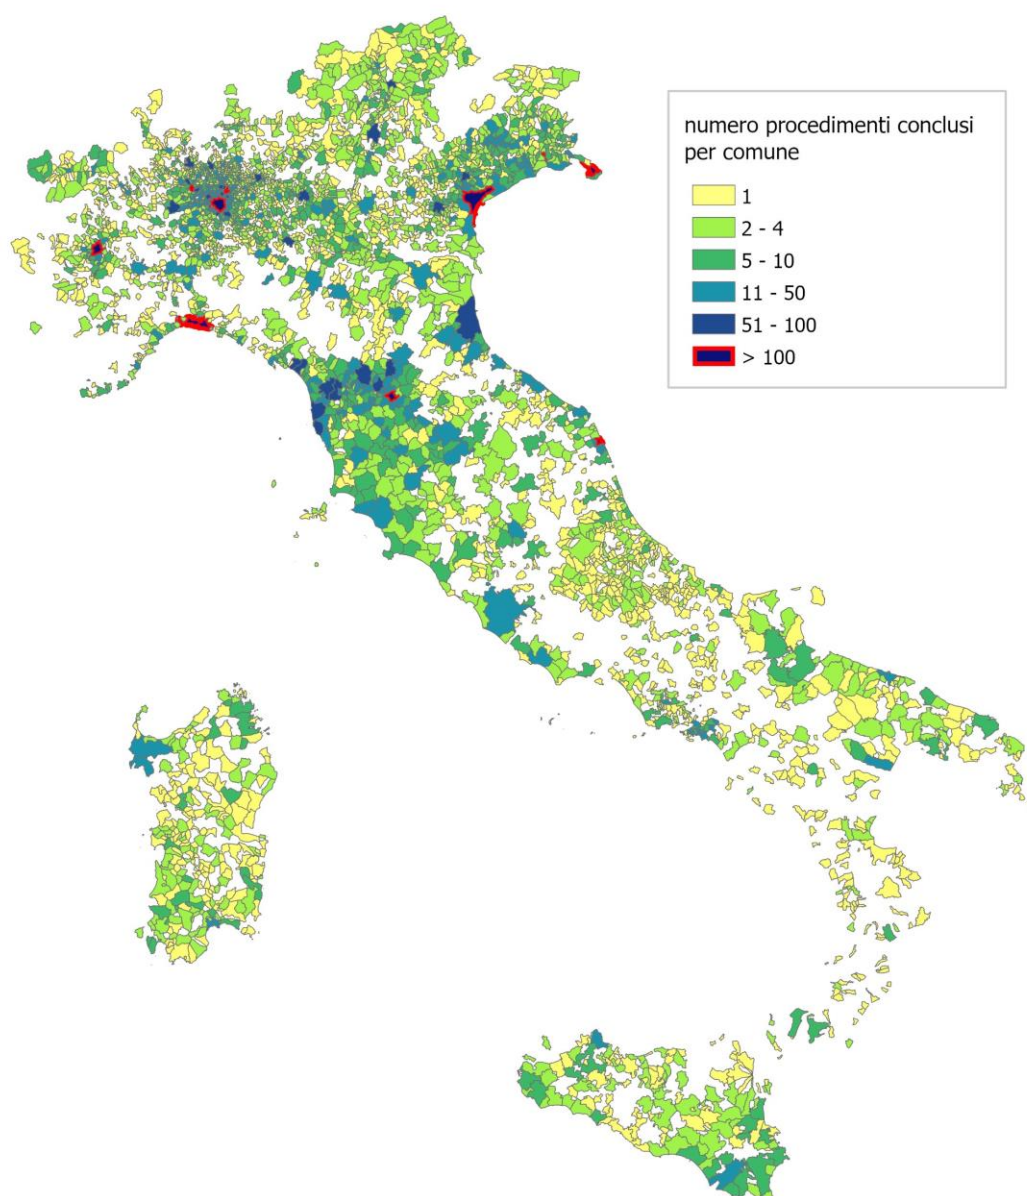 numero procedimenti conclusi
per comune
1
2 - 4
5 - 10
11 - 50
51 - 100
> 100